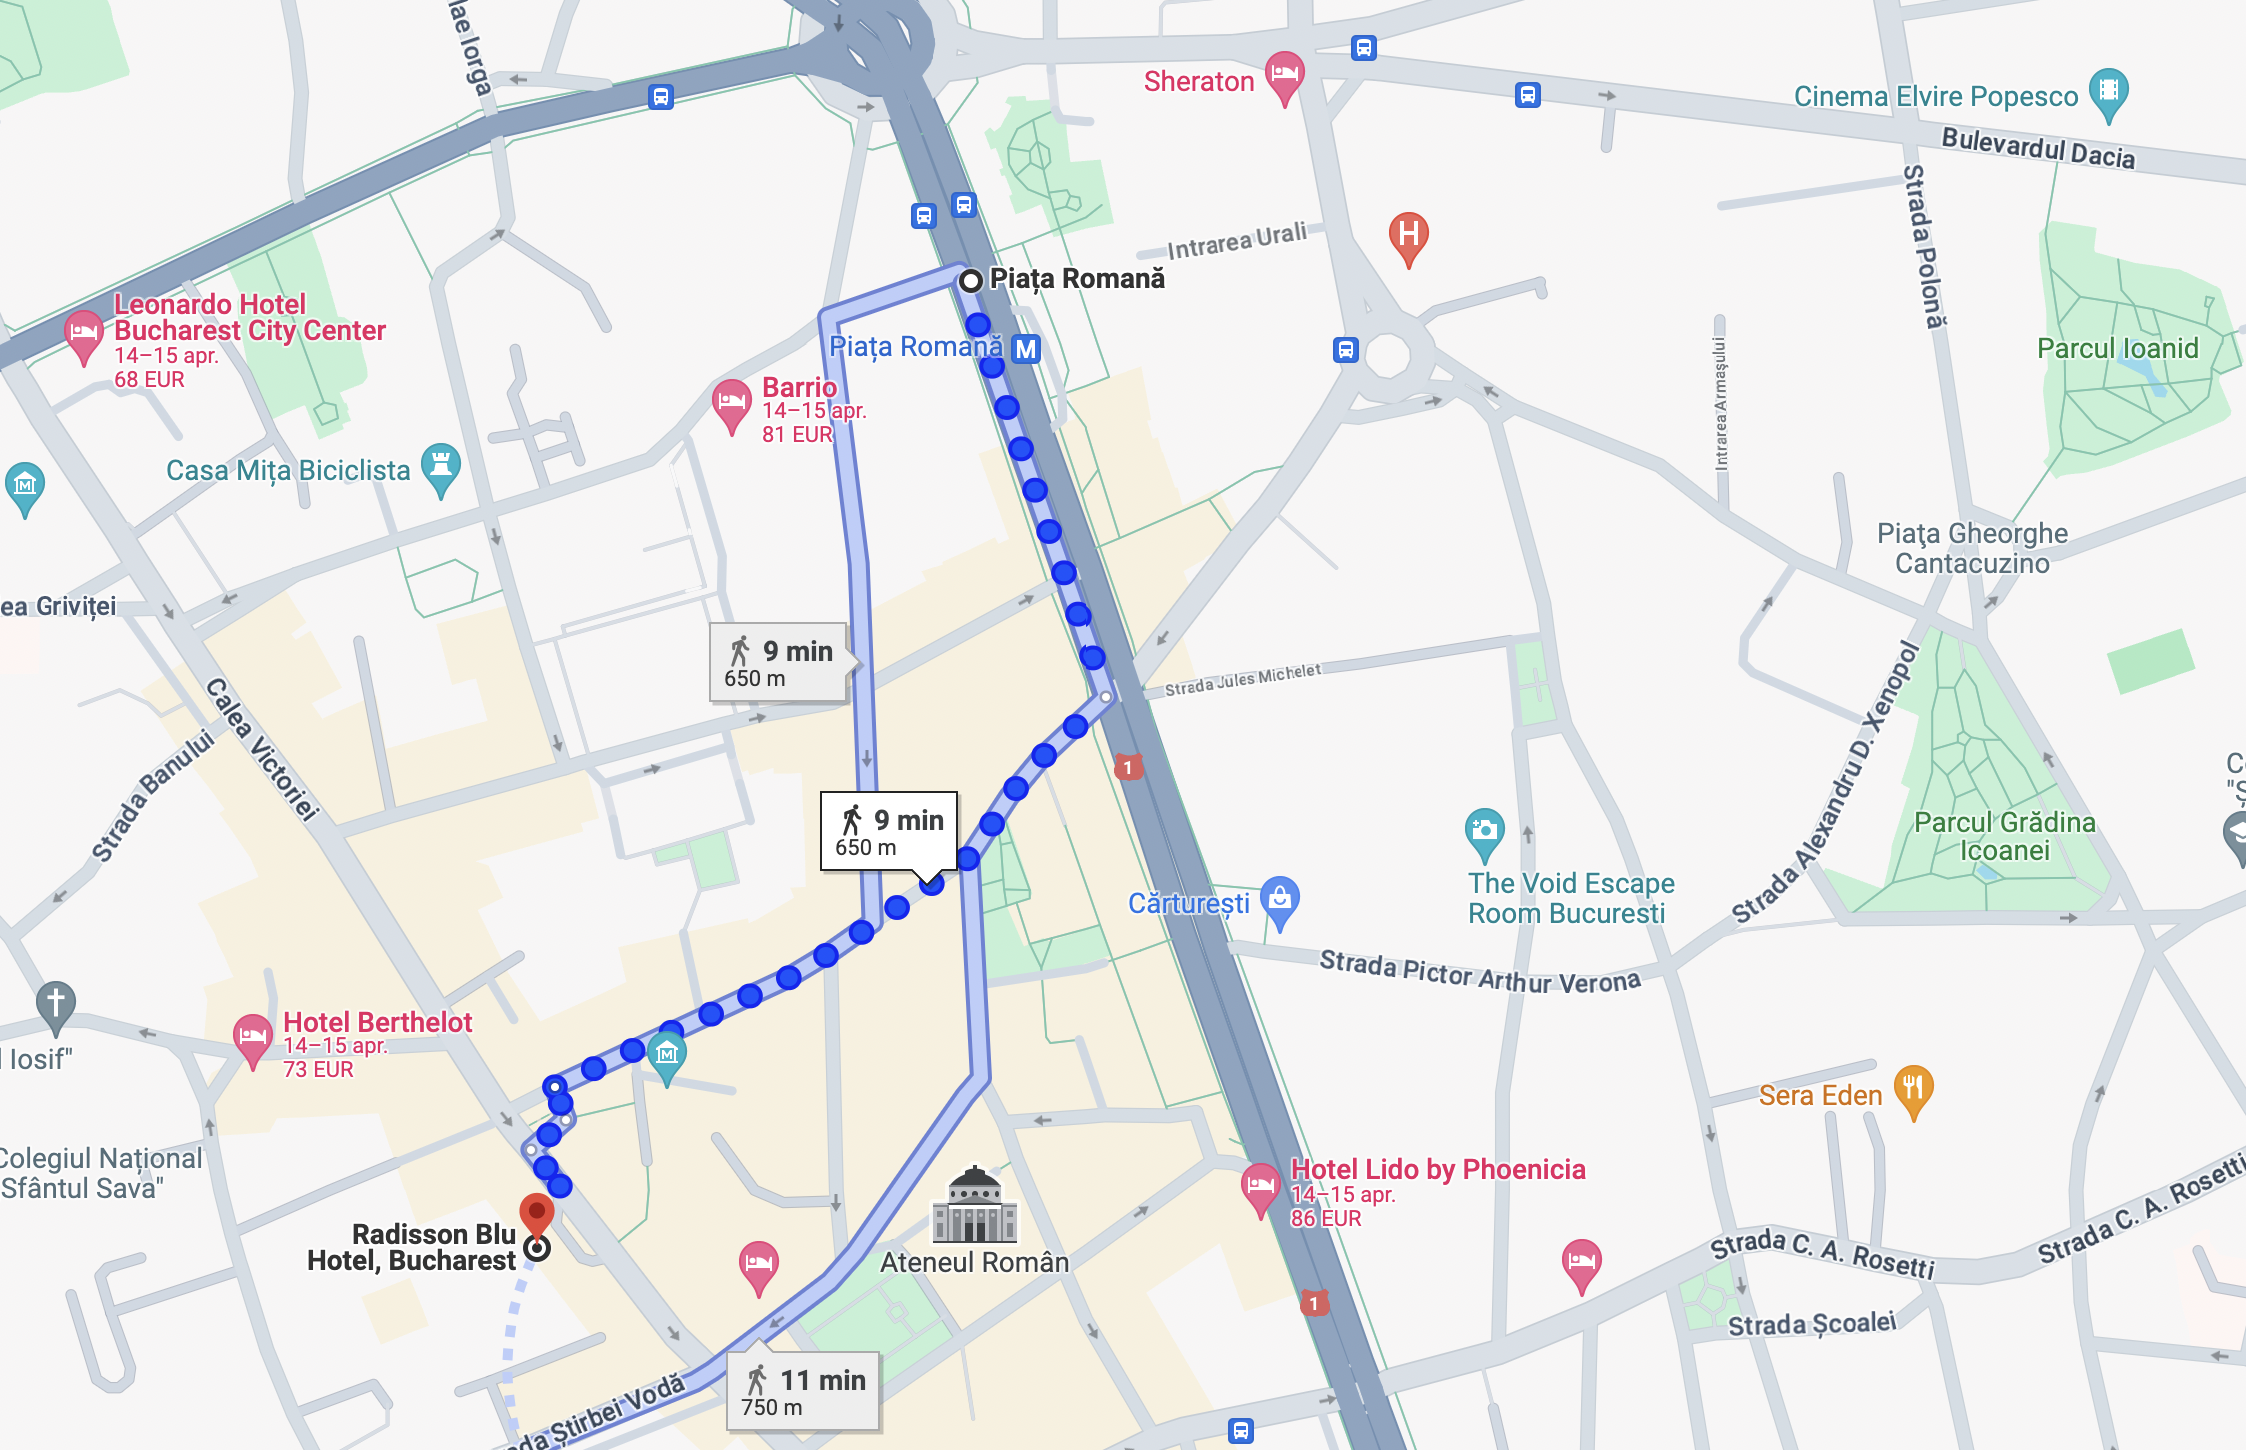 lae Iorga
Sheraton
Cinema Elvire Popesco
Bulevardul Dacia
Strada Polonă
Intrarea Urali
H
Piața Romană
Leonardo Hotel
Bucharest City Center
14–15 apr.
68 EUR
Piața Romană
M
Parcul Ioanid
Intrarea Armașului
Barrio
14–15 apr.
81 EUR
Casa Mița Biciclista
M
Piaţa Gheorghe
Cantacuzino
ea Griviței
9 min
650 m
Strada Jules Michelet
Strada Alexandru D. Xenopol
Calea Victoriei
Strada Banului
1
9 min
650 m
Parcul Grădina
Icoanei
The Void Escape
Room Bucuresti
Cărturești
Strada Pictor Arthur Verona
Hotel Berthelot
14–15 apr.
73 EUR
l Iosif"
M
Sera Eden
Colegiul Național
Sfântul Sava"
Hotel Lido by Phoenicia
14–15 apr.
86 EUR
Radisson Blu
Hotel, Bucharest
Ateneul Român
Strada C. A. Rosetti
Strada C. A. Rosetti
1
Strada Școalei
11 min
750 m
da Știrbei Vodă